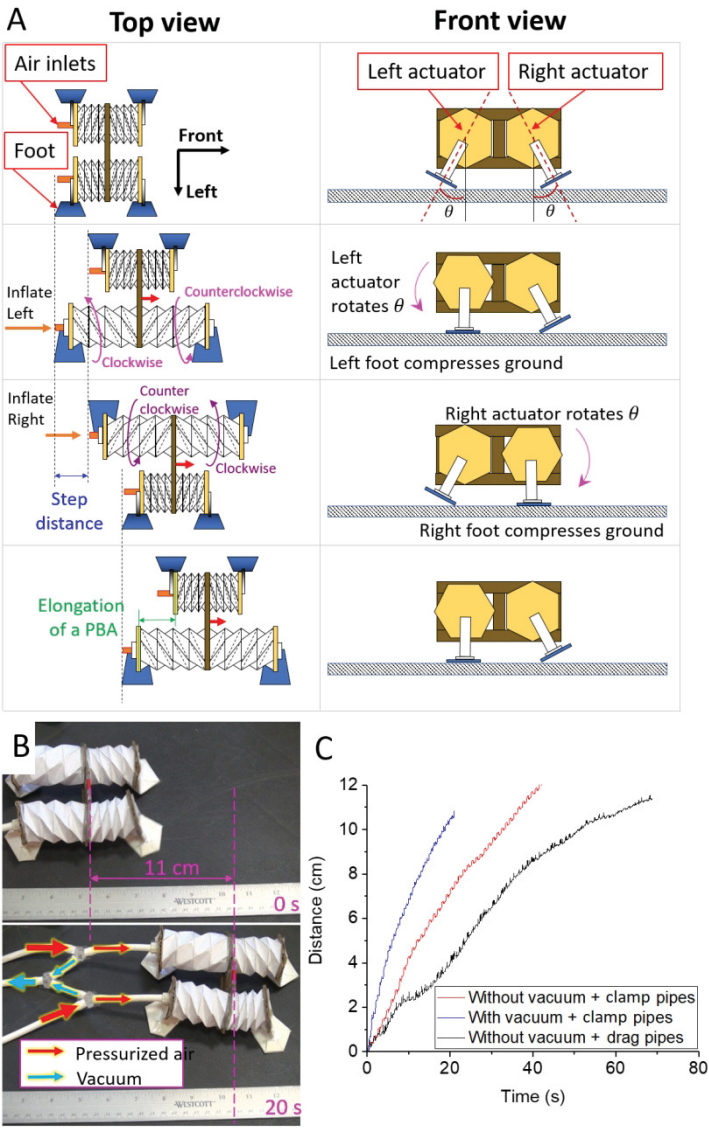 A
Top view
Front view
Air inlets
Foot
Front
Left
Left actuator
Right actuator
θ
θ
Inflate
Left
Counterclockwise
Clockwise
Left
actuator
rotates θ
Left foot compresses ground
Inflate
Right
Counter
clockwise
Clockwise
Step
distance
Right actuator rotates θ
Right foot compresses ground
Elongation
of a PBA
B
11 cm
WESTCOTT
0 s
Pressurized air
Vacuum
WESTCOTT
20 s
C
Distance (cm)
12
10
8
6
4
2
0
Without vacuum + clamp pipes
With vacuum + clamp pipes
Without vacuum + drag pipes
0
20
40
60
80
Time (s)